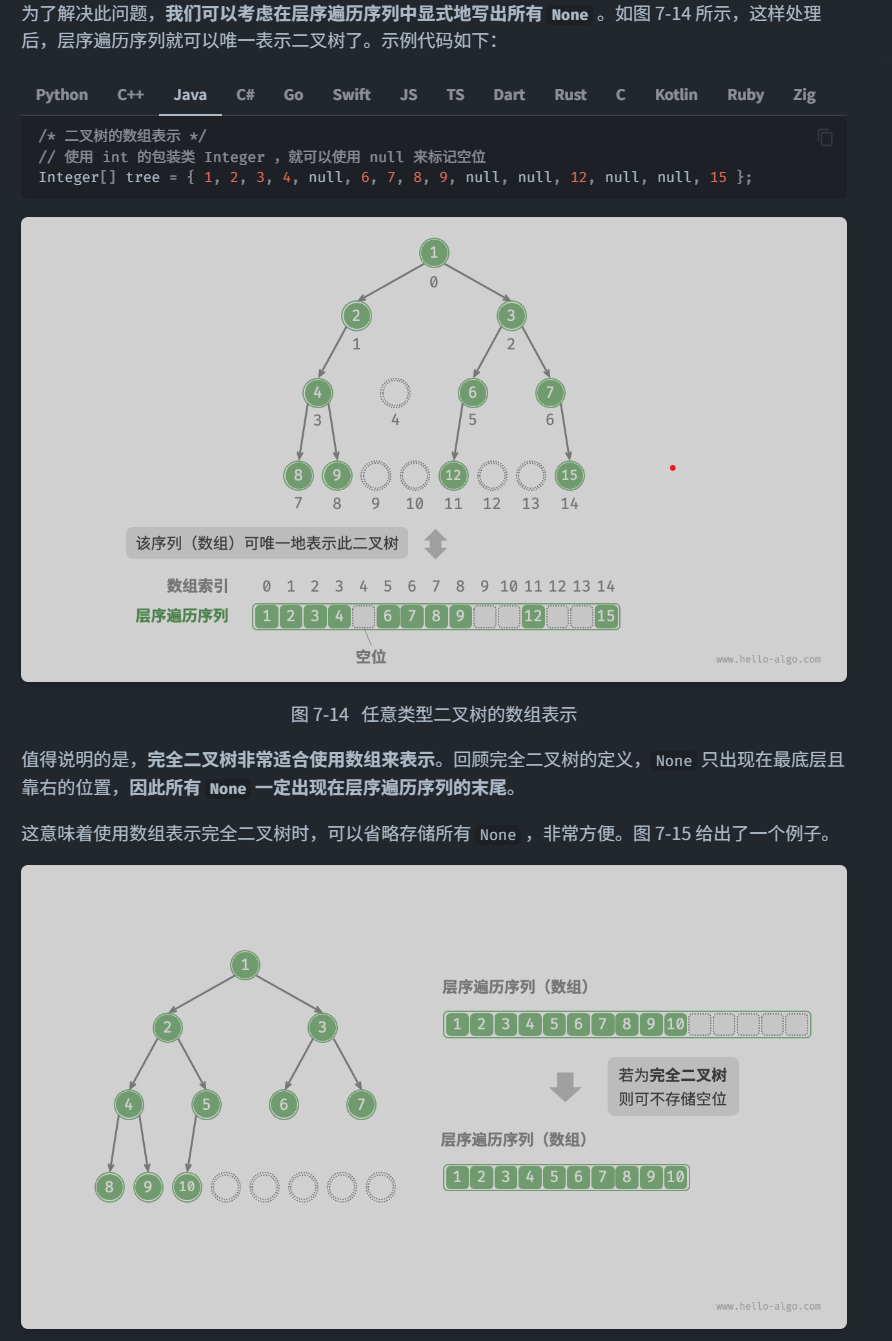 为了解决此问题，我们可以考虑在层序遍历序列中显式地写出所有 None 。如图 7-14 所示，这样处理
后，层序遍历序列就可以唯一表示二叉树了。示例代码如下：
Python C++ Java C# Go Swift JS TS Dart Rust C Kotlin Ruby Zig
/* 二叉树的数组表示 */
// 使用 int 的包装类 Integer ，就可以使用 null 来标记空位
Integer[] tree = { 1, 2, 3, 4, null, 6, 7, 8, 9, null, null, 12, null, null, 15 };
1
0
2 3
1 2
4 6 7
3 4 5 6
8 9 12 15
7 8 9 10 11 12 13 14
该序列（数组）可唯一地表示此二叉树
数组索引 0 1 2 3 4 5 6 7 8 9 10 11 12 13 14
层序遍历序列 1 2 3 4 6 7 8 9 12 15
空位
www.hello-algo.com
图 7-14 任意类型二叉树的数组表示
值得说明的是，完全二叉树非常适合使用数组来表示。回顾完全二叉树的定义， None 只出现在最底层且
靠右的位置，因此所有 None 一定出现在层序遍历序列的末尾。
这意味着使用数组表示完全二叉树时，可以省略存储所有 None ，非常方便。图 7-15 给出了一个例子。
1
2 3
4 5 6 7
8 9 10
层序遍历序列（数组）
1 2 3 4 5 6 7 8 9 10
若为完全二叉树
则可不存储空位
层序遍历序列（数组）
1 2 3 4 5 6 7 8 9 10
www.hello-algo.com